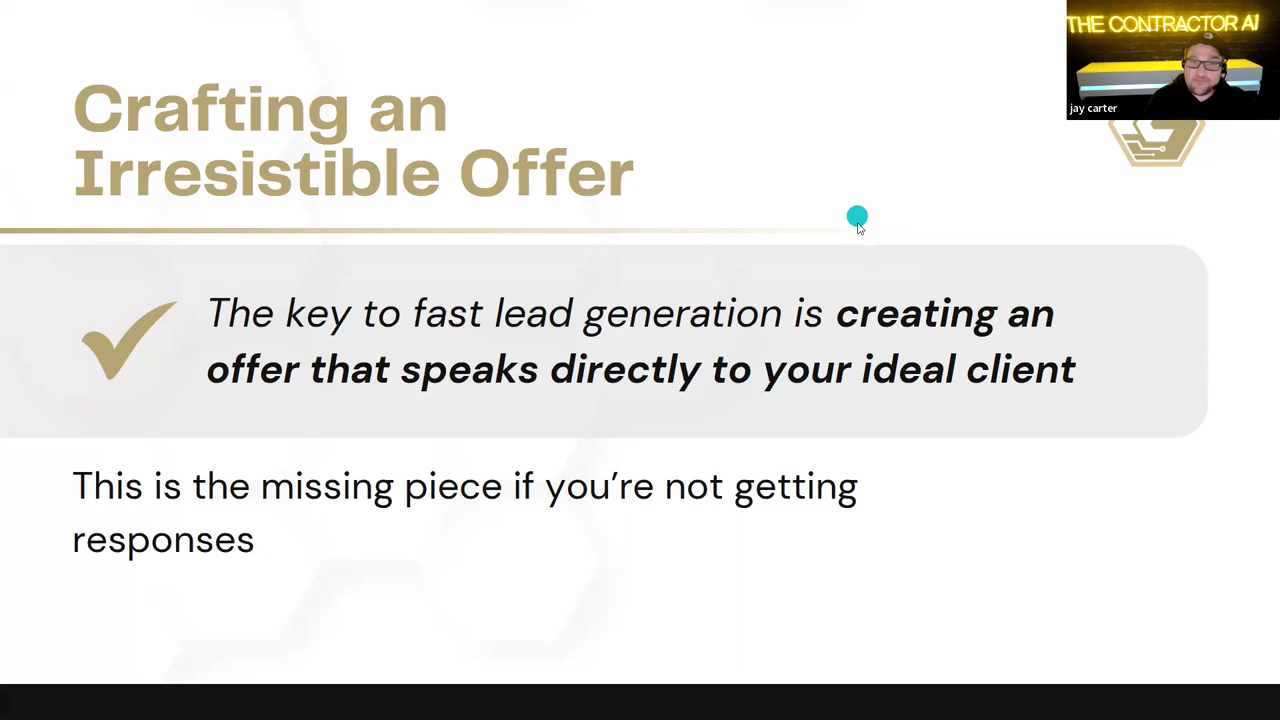 THE CONTRACTOR AI
jay carter
Crafting an
Irresistible Offer
The key to fast lead generation is creating an
offer that speaks directly to your ideal client
This is the missing piece if you’re not getting
responses